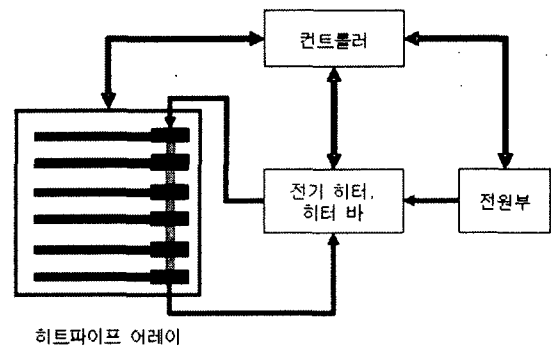 컨트롤러
전기 히터,
히터 바
전원부
히트파이프 어레이